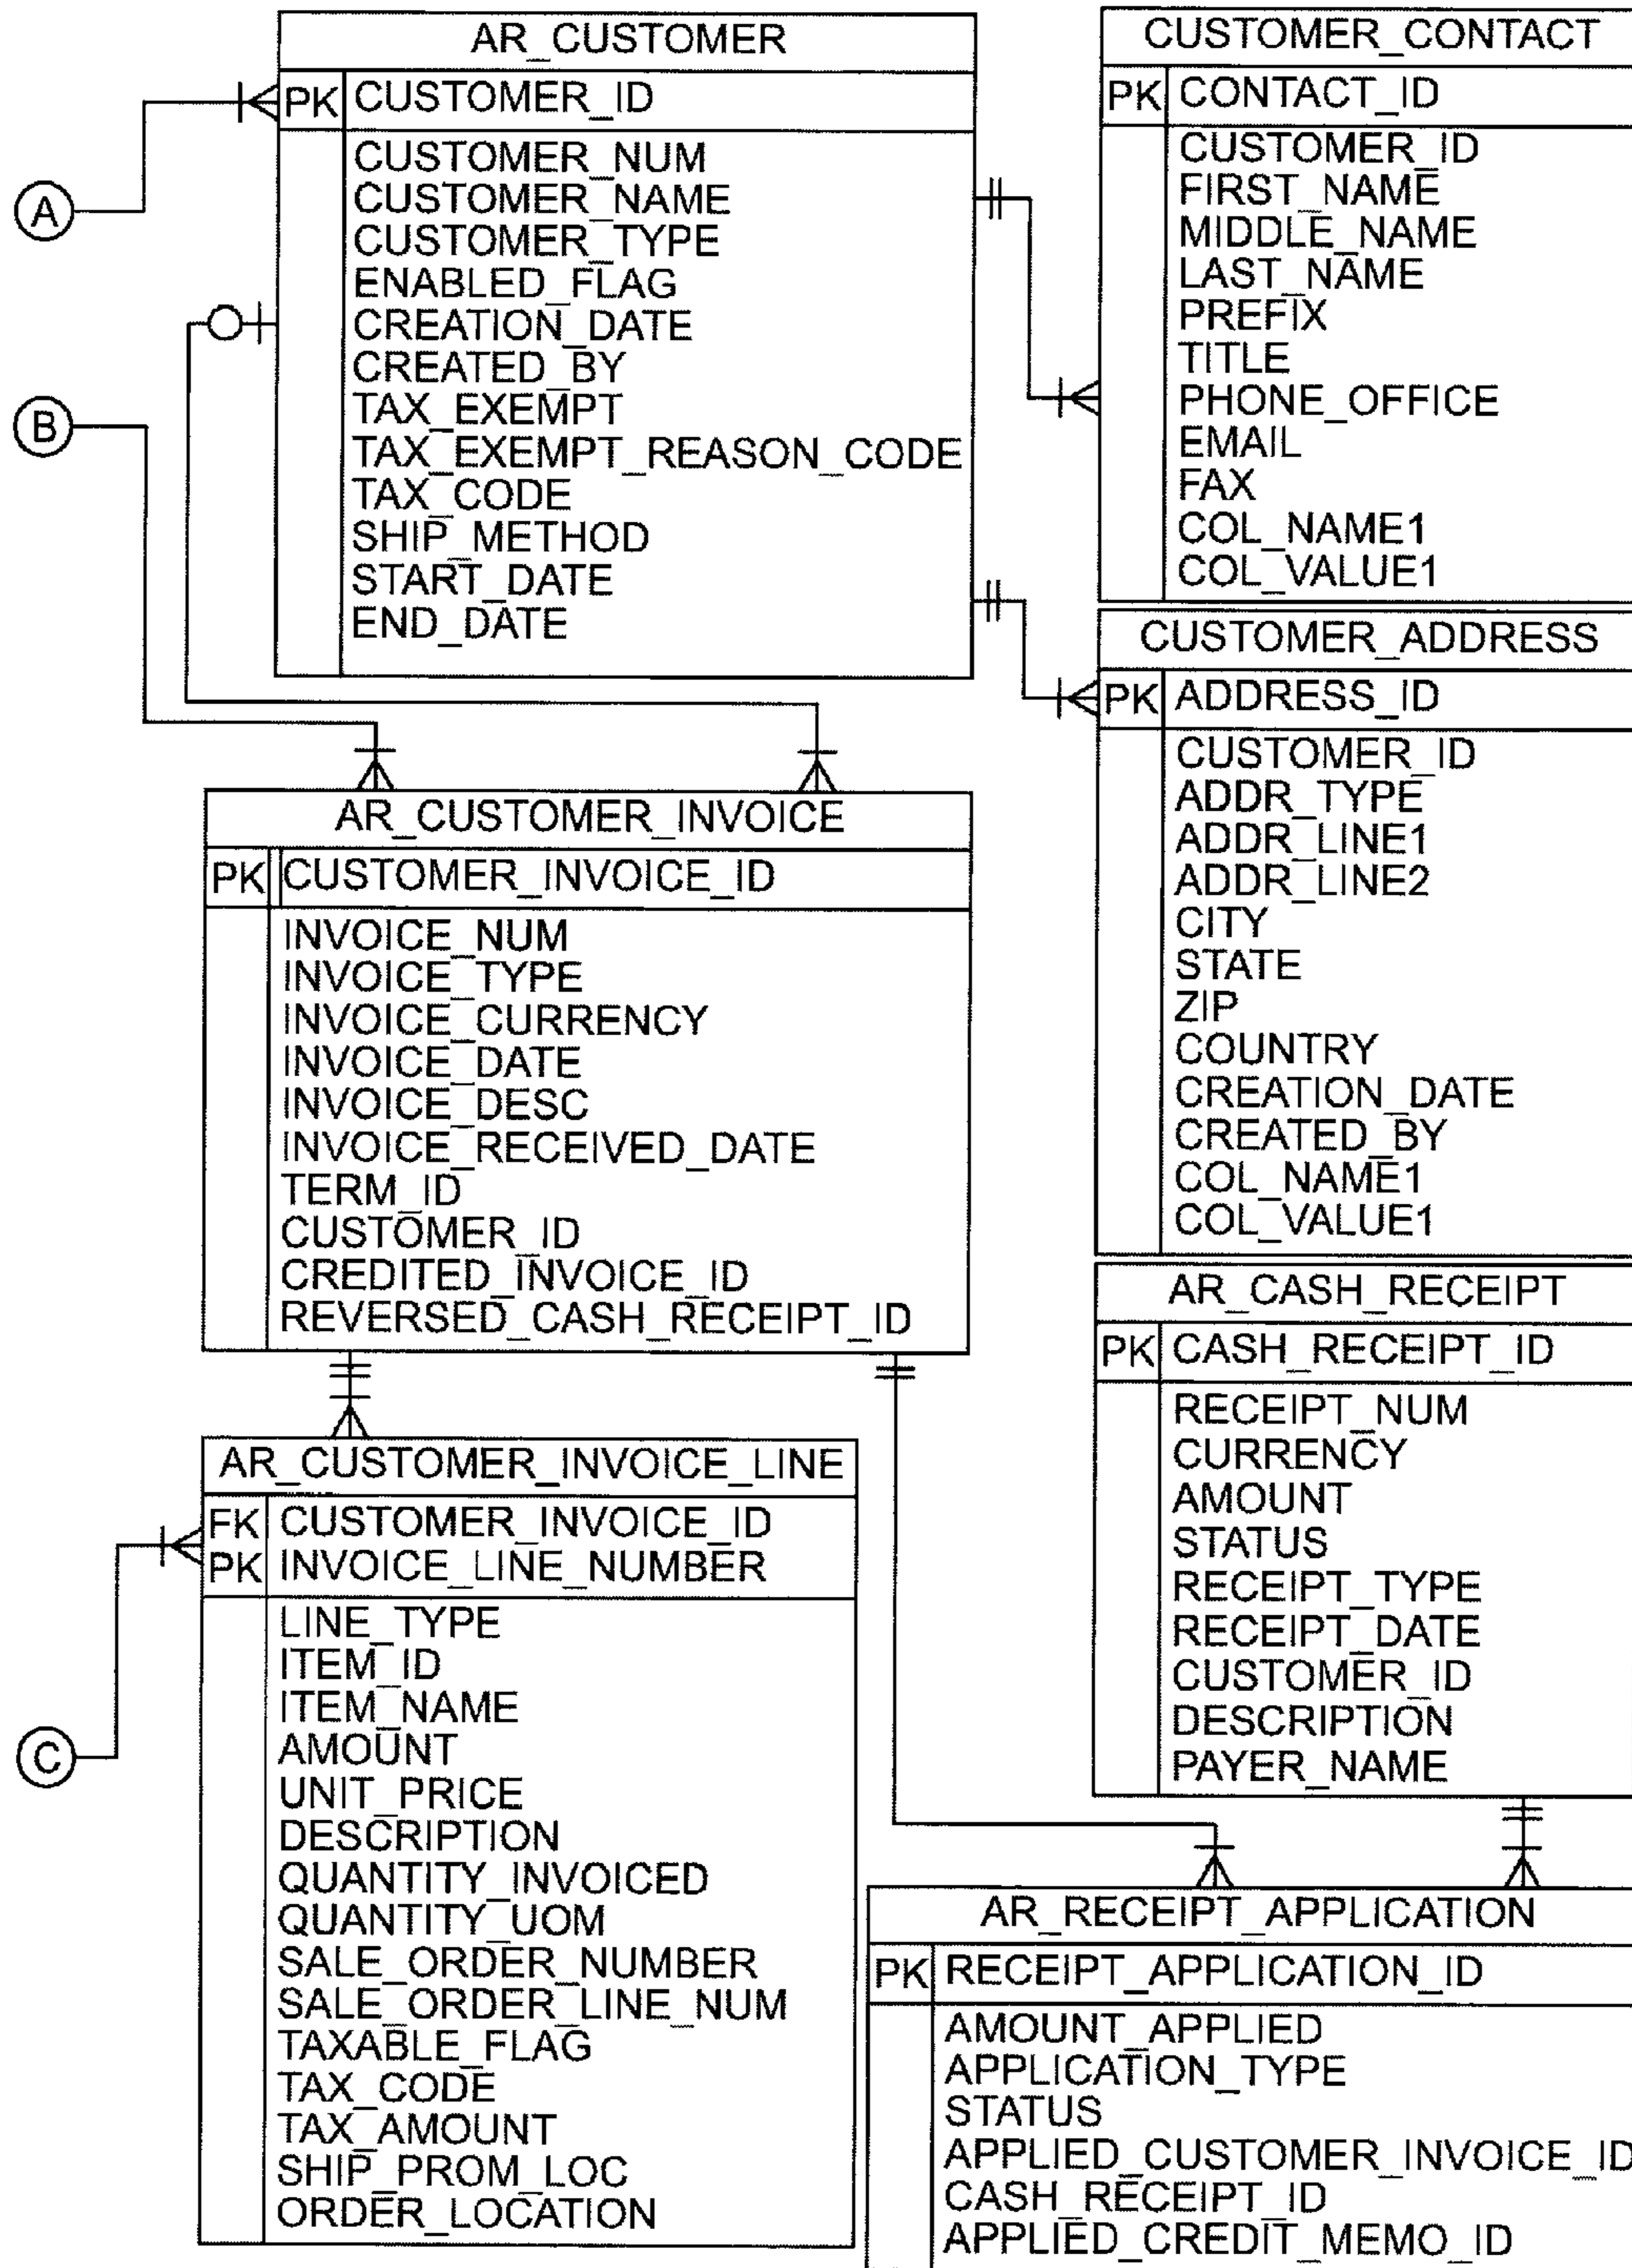 AR_CUSTOMER
PK CUSTOMER_ID
CUSTOMER_NUM
CUSTOMER_NAME
CUSTOMER_TYPE
ENABLED_FLAG
CREATION_DATE
CREATED_BY
TAX_EXEMPT
TAX_EXEMPT_REASON_CODE
TAX_CODE
SHIP_METHOD
START_DATE
END_DATE
A
B
CUSTOMER_CONTACT
PK CONTACT_ID
CUSTOMER_ID
FIRST_NAME
MIDDLE_NAME
LAST_NAME
PREFIX
TITLE
PHONE_OFFICE
EMAIL
FAX
COL_NAME1
COL_VALUE1
CUSTOMER_ADDRESS
PK ADDRESS_ID
CUSTOMER_ID
ADDR_TYPE
ADDR_LINE1
ADDR_LINE2
CITY
STATE
ZIP
COUNTRY
CREATION_DATE
CREATED_BY
COL_NAME1
COL_VALUE1
AR_CUSTOMER_INVOICE
PK CUSTOMER_INVOICE_ID
INVOICE_NUM
INVOICE_TYPE
INVOICE_CURRENCY
INVOICE_DATE
INVOICE_DESC
INVOICE_RECEIVED_DATE
TERM_ID
CUSTOMER_ID
CREDITED_INVOICE_ID
REVERSED_CASH_RECEIPT_ID
AR_CASH_RECEIPT
PK CASH_RECEIPT_ID
RECEIPT_NUM
CURRENCY
AMOUNT
STATUS
RECEIPT_TYPE
RECEIPT_DATE
CUSTOMER_ID
DESCRIPTION
PAYER_NAME
AR_CUSTOMER_INVOICE_LINE
FK CUSTOMER_INVOICE_ID
PK INVOICE_LINE_NUMBER
LINE_TYPE
ITEM_ID
ITEM_NAME
AMOUNT
UNIT_PRICE
DESCRIPTION
QUANTITY_INVOICED
QUANTITY_UOM
SALE_ORDER_NUMBER
SALE_ORDER_LINE_NUM
TAXABLE_FLAG
TAX_CODE
TAX_AMOUNT
SHIP_PROM_LOC
ORDER_LOCATION
C
AR_RECEIPT_APPLICATION
PK RECEIPT_APPLICATION_ID
AMOUNT_APPLIED
APPLICATION_TYPE
STATUS
APPLIED_CUSTOMER_INVOICE_ID
CASH_RECEIPT_ID
APPLIED_CREDIT_MEMO_ID